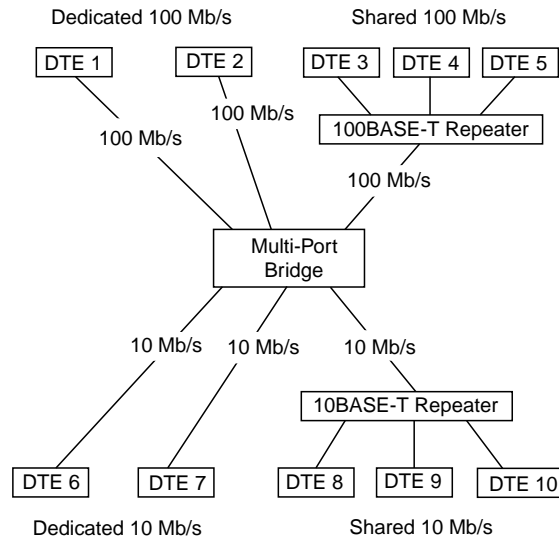 Dedicated 100 Mb/s
Shared 100 Mb/s
DTE 1
DTE 2
DTE 3
DTE 4
DTE 5
100 Mb/s
100 Mb/s
100BASE-T Repeater
100 Mb/s
Multi-Port
Bridge
10 Mb/s
10 Mb/s
10 Mb/s
10BASE-T Repeater
DTE 6
DTE 7
DTE 8
DTE 9
DTE 10
Dedicated 10 Mb/s
Shared 10 Mb/s